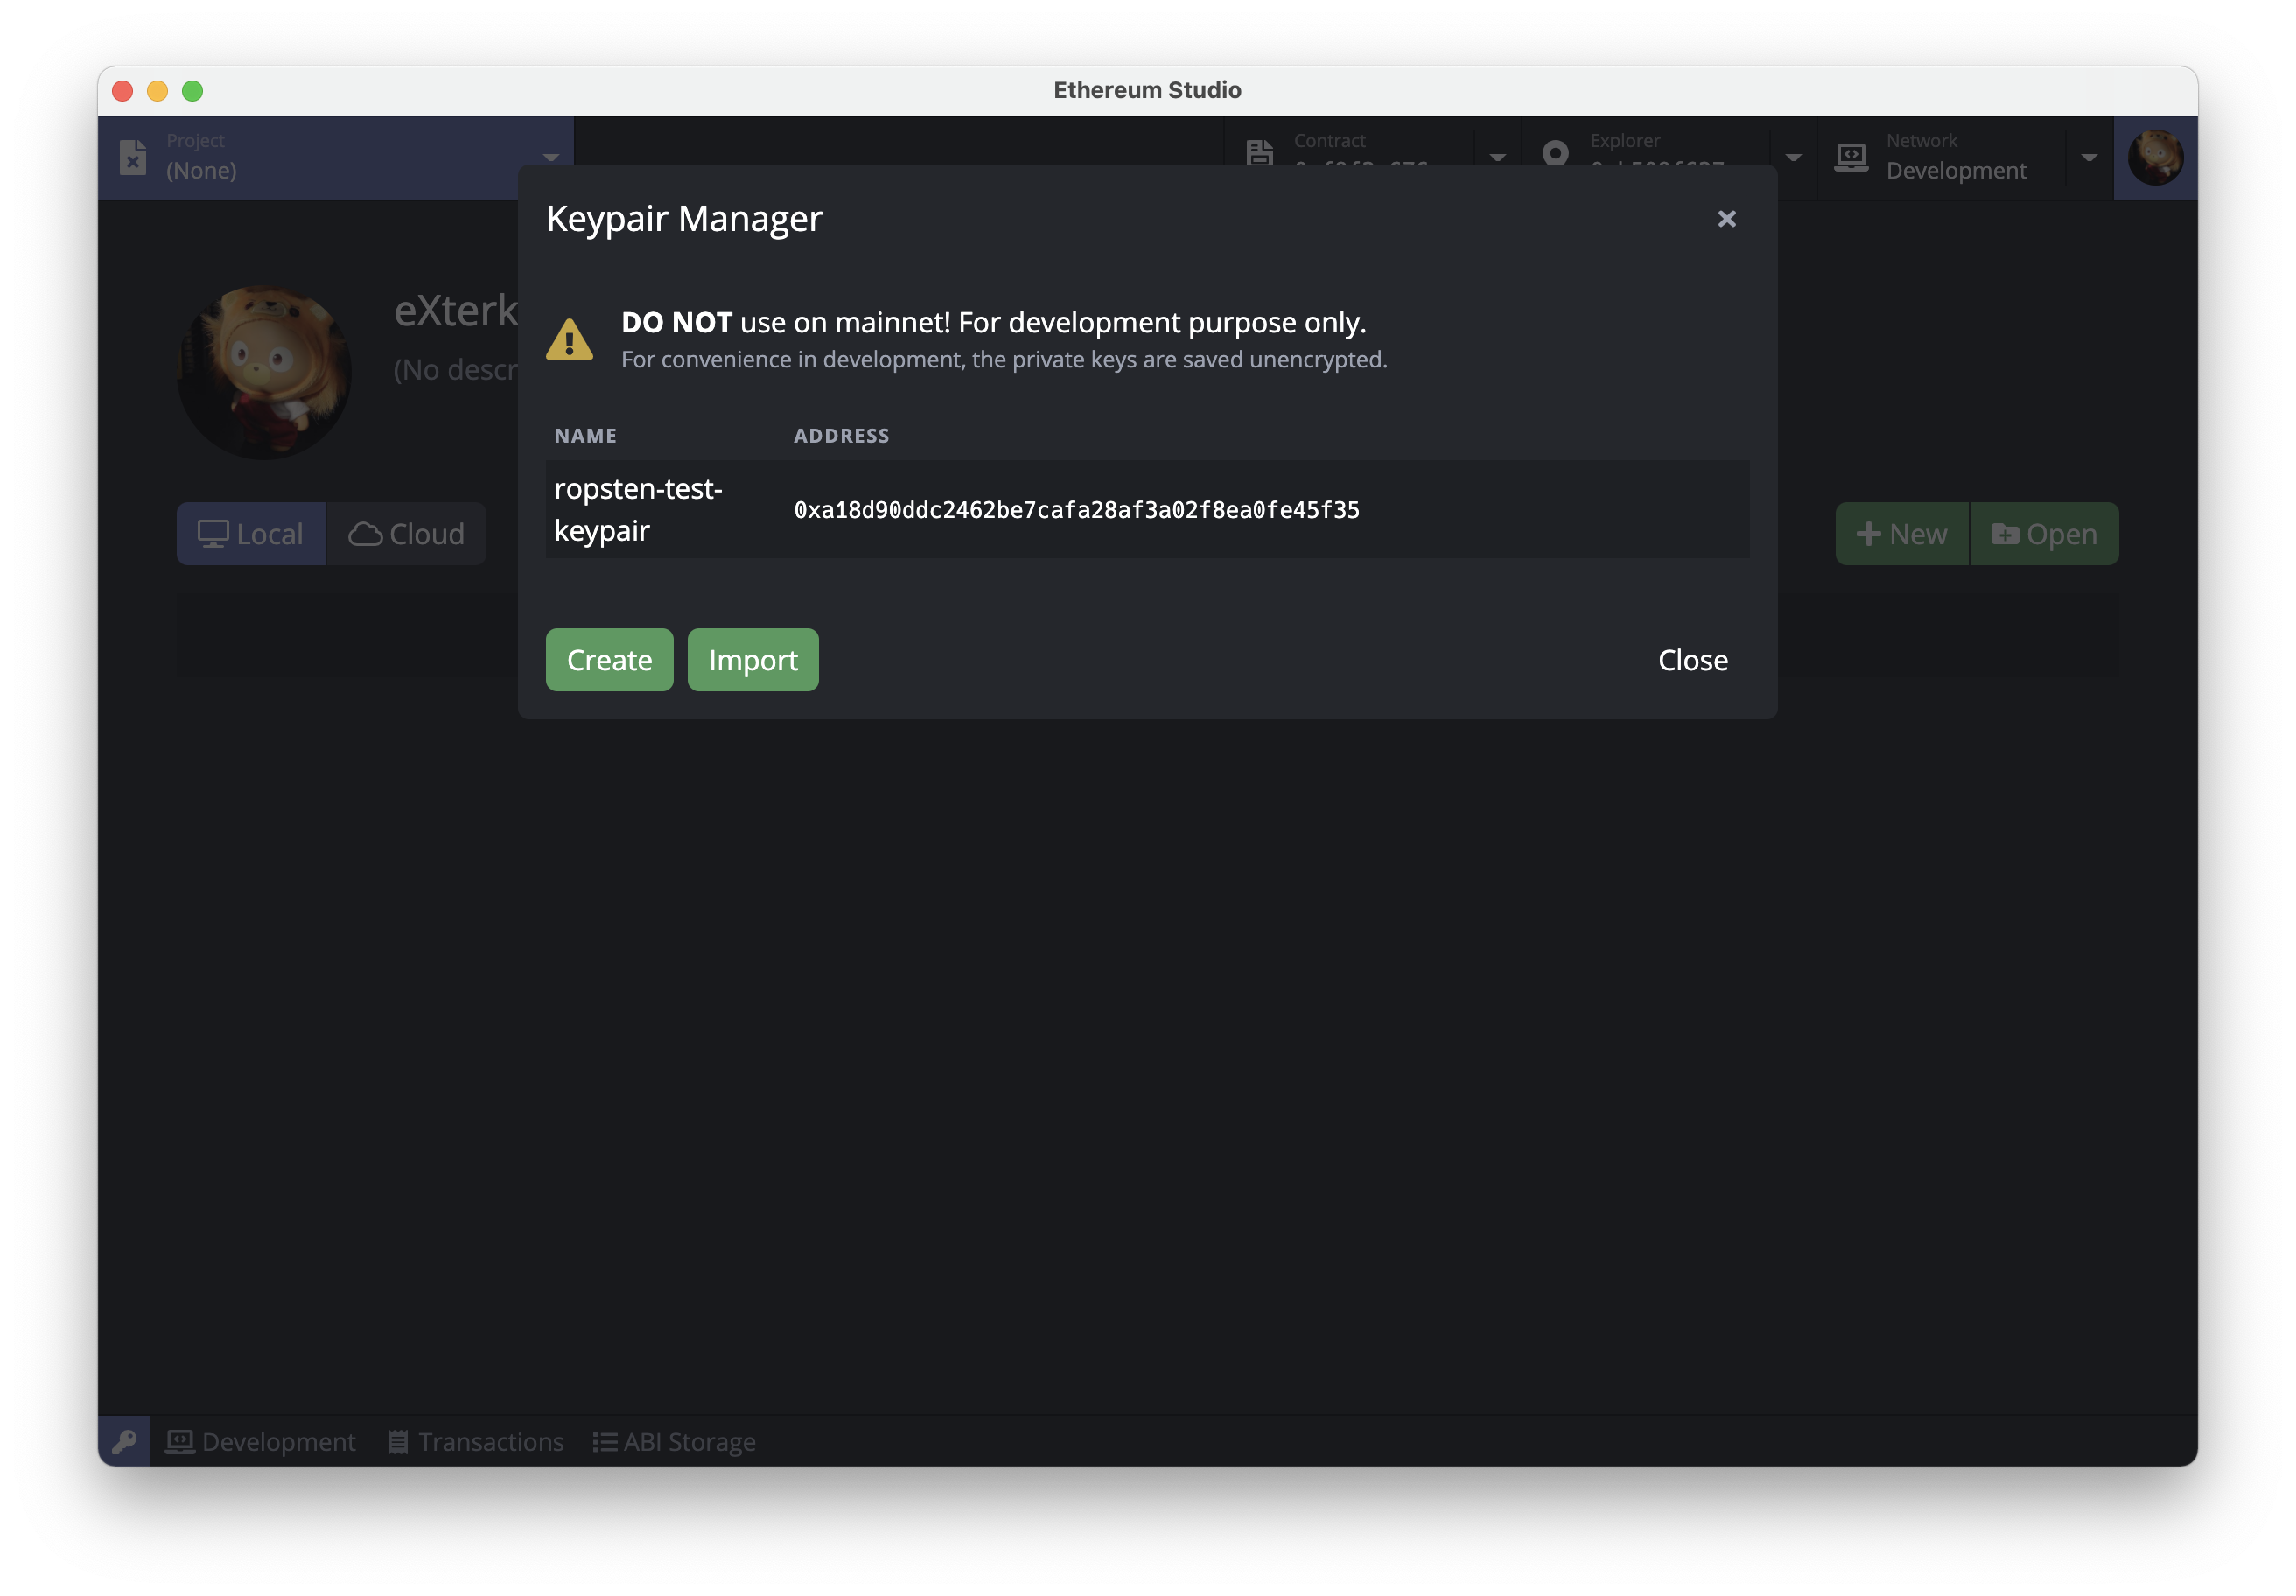 Ethereum Studio
Project
(None)
Contract
Explorer
Network
Development
Keypair Manager
eXterk
(No descr
DO NOT use on mainnet! For development purpose only.
For convenience in development, the private keys are saved unencrypted.
NAME ADDRESS
ropsten-test-
keypair
0xa18d90ddc2462be7cafa28af3a02f8ea0fe45f35
Local Cloud
New Open
Create Import Close
Development Transactions ABI Storage